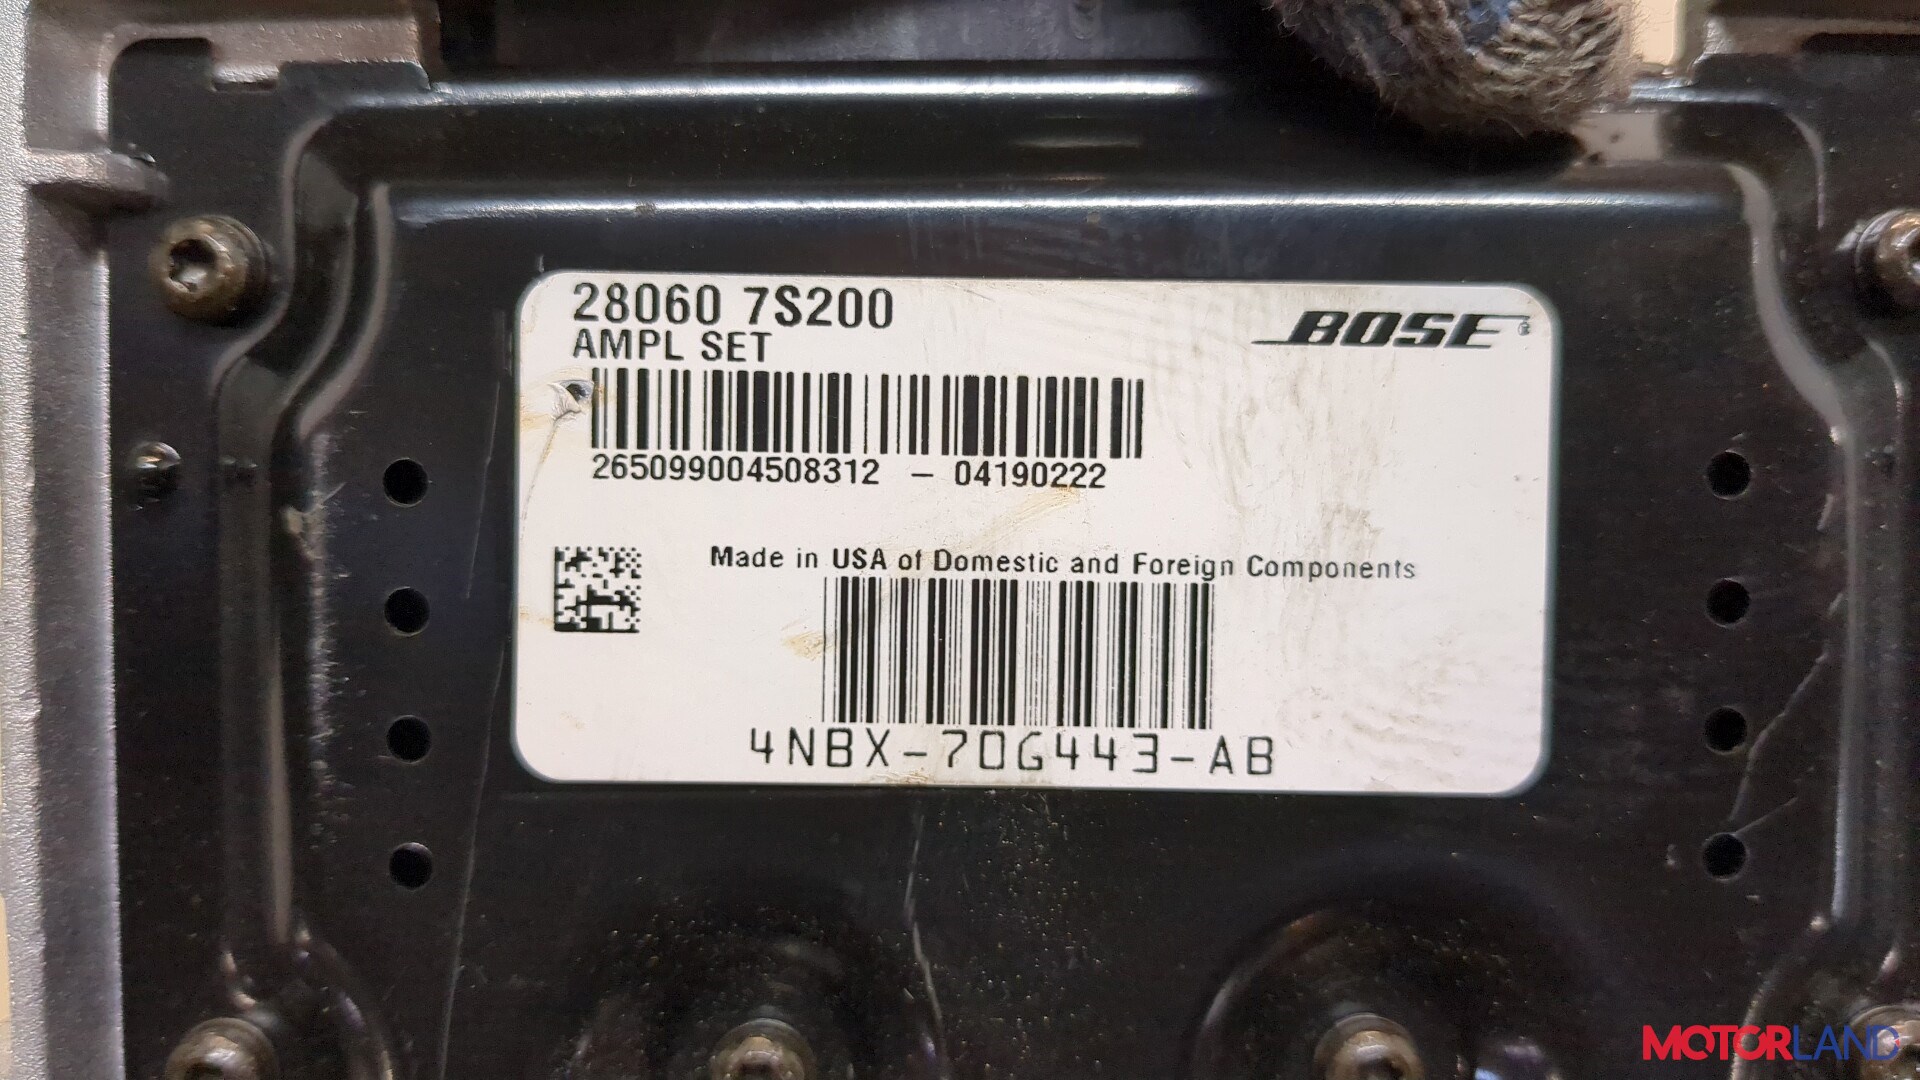 28060 7S200
AMPL SET
BOSE®
265099004508312 - 04190222
Made in USA of Domestic and Foreign Components
4NBX-70G443-AB
MOTORLAND